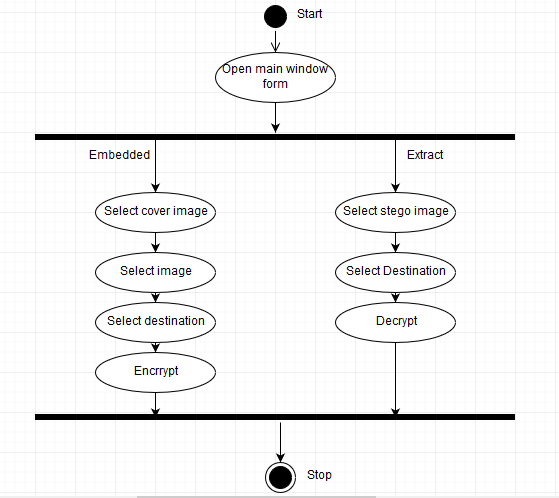 Start
Open main window
form
Embedded
Extract
Select cover image
Select stego image
Select image
Select Destination
Select destination
Decrypt
Encrrypt
Stop